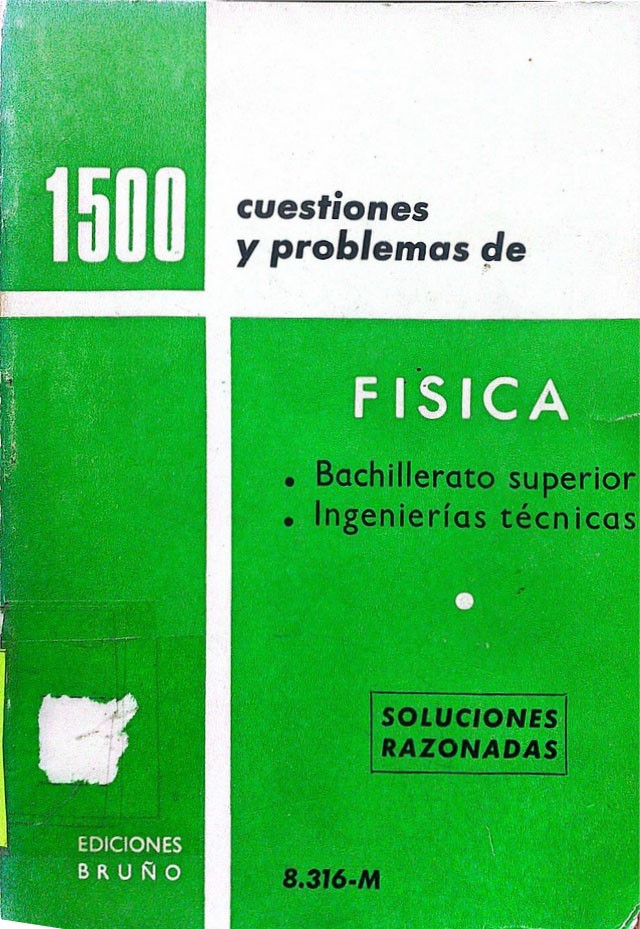 1500
cuestiones
y problemas de
FISICA
• Bachillerato superior
• Ingenierías técnicas
SOLUCIONES
RAZONADAS
EDICIONES
BRUÑO
8.316-M